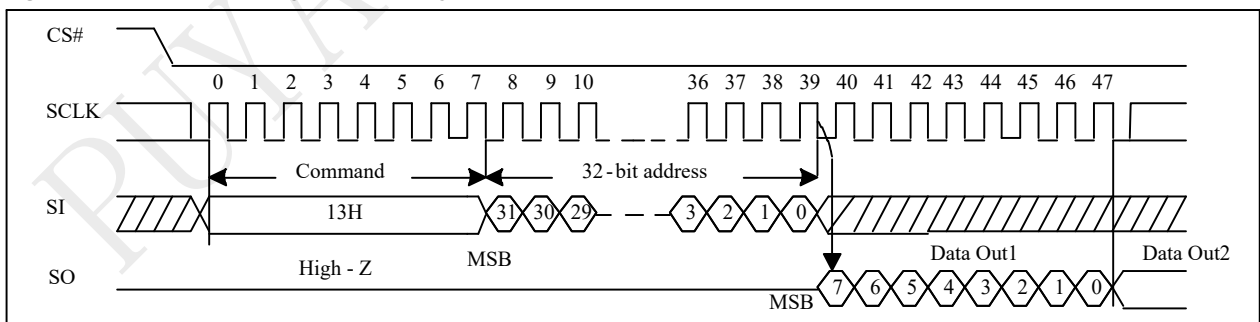 CS#
0 1 2 3 4 5 6 7 8 9 10 36 37 38 39 40 41 42 43 44 45 46 47
SCLK
Command 32-bit address
SI 13H 31 30 29 3 2 1 0
MSB Data Out1 Data Out2
High - Z
SO 7 6 5 4 3 2 1 0
MSB
PUYA